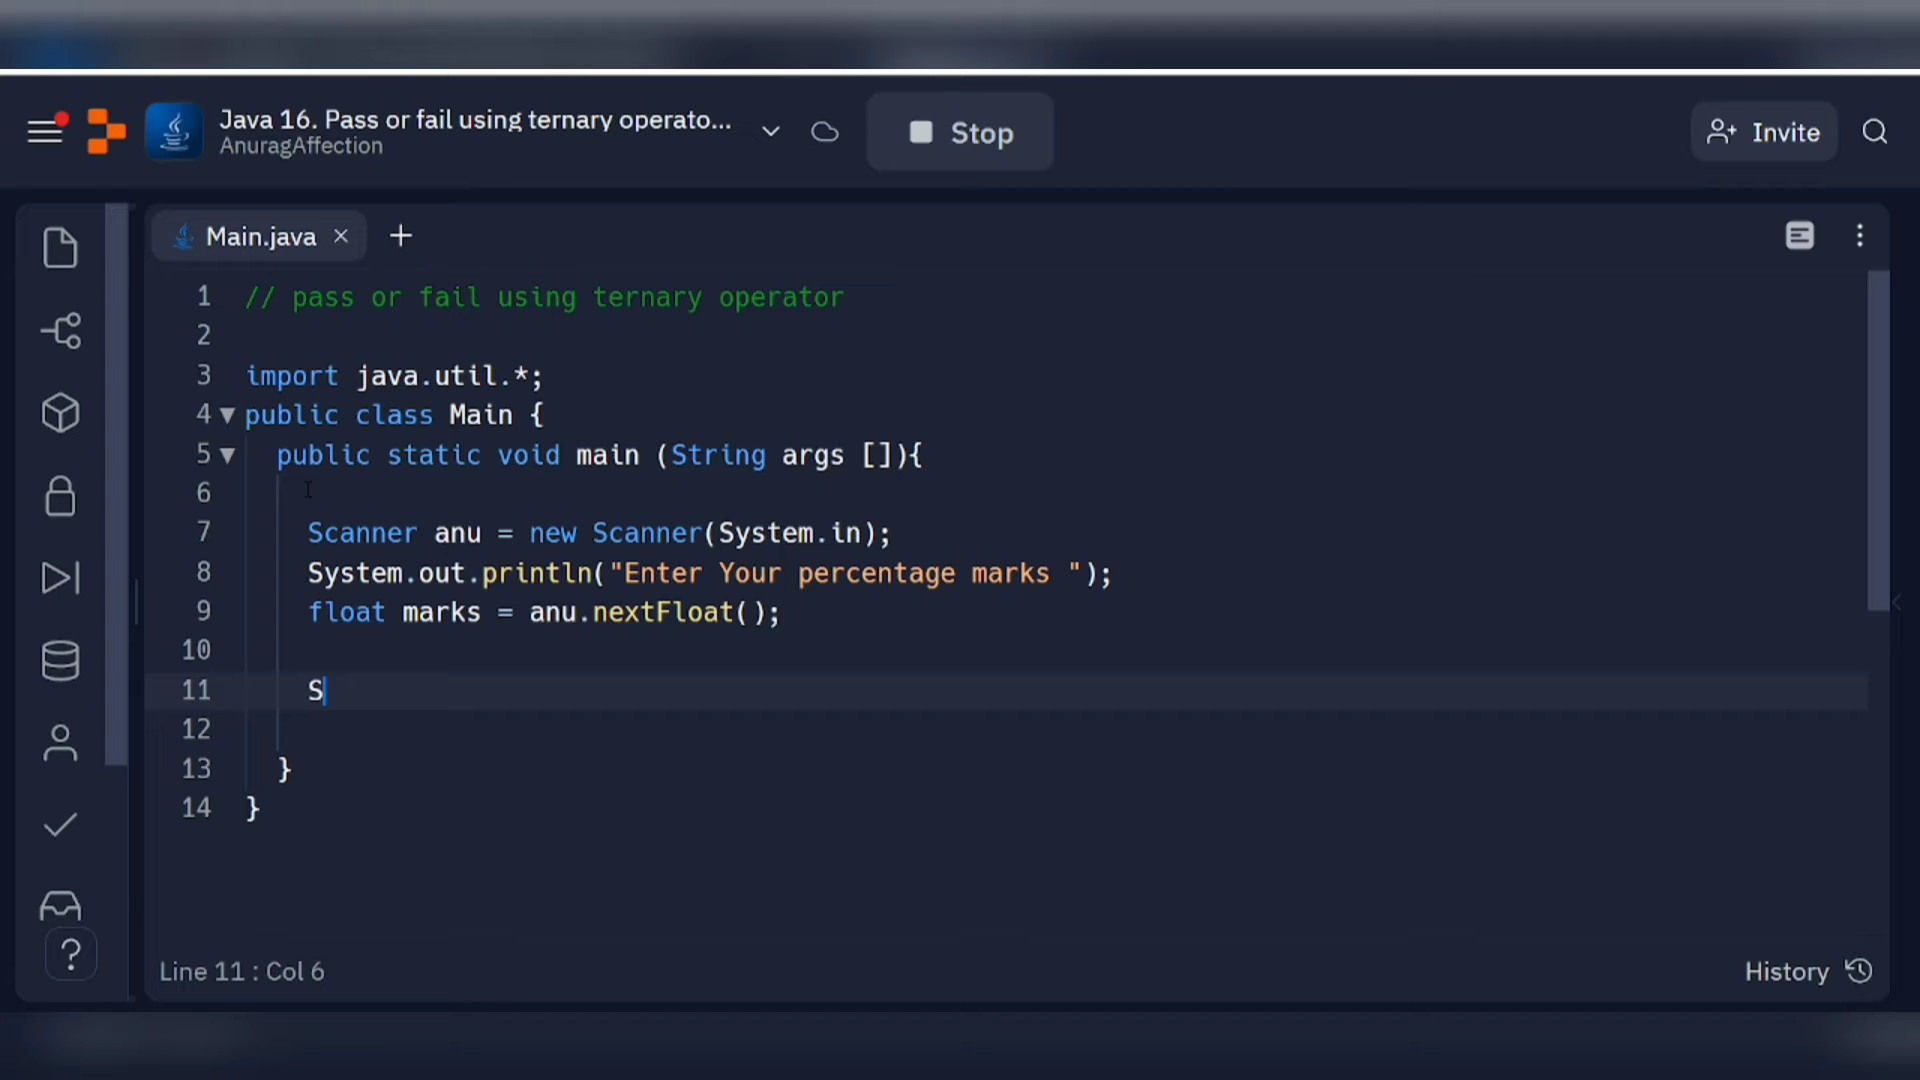 Java 16. Pass or fail using ternary operato...
AnuragAffection
Stop
Invite
Main.java
1 // pass or fail using ternary operator
2
3 import java.util.*;
4 public class Main {
5 public static void main (String args []){
6
7 Scanner anu = new Scanner(System.in);
8 System.out.println("Enter Your percentage marks ");
9 float marks = anu.nextFloat();
10
11 S
12
13 }
14 }
?
Line 11 : Col 6
History